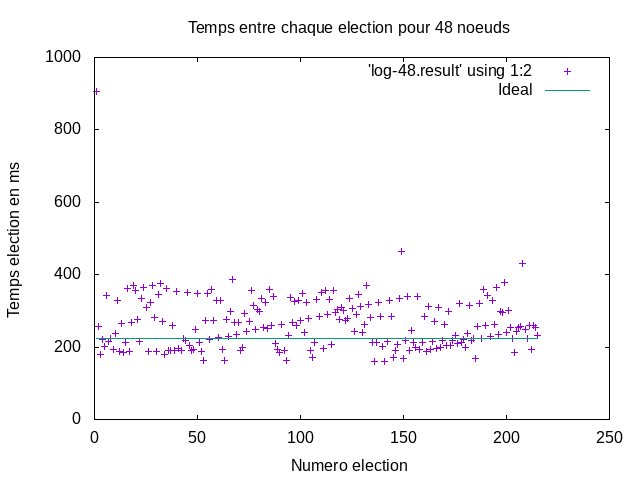 Temps entre chaque election pour 48 noeuds
'log-48.result' using 1:2
Ideal
Temps election en ms
1000
800
600
400
200
0
0 50 100 150 200 250
Numero election